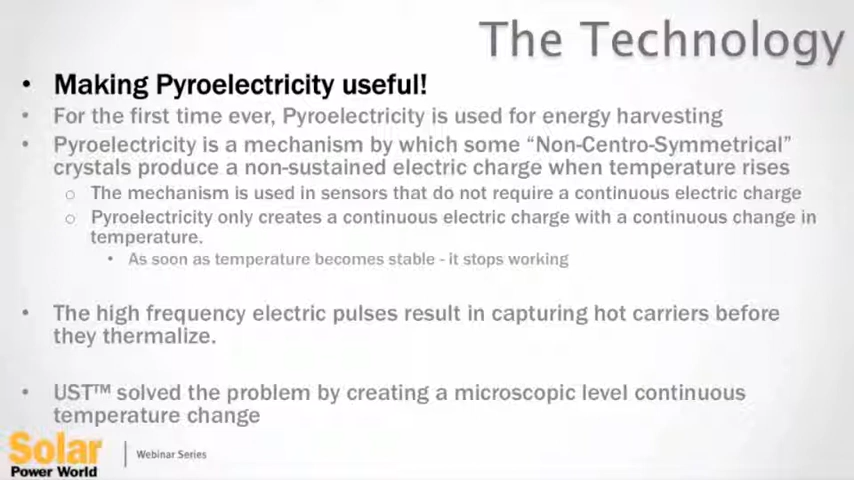 The Technology
• Making Pyroelectricity useful!
• For the first time ever, Pyroelectricity is used for energy harvesting
• Pyroelectricity is a mechanism by which some “Non-Centro-Symmetrical”
crystals produce a non-sustained electric charge when temperature rises
o The mechanism is used in sensors that do not require a continuous electric charge
o Pyroelectricity only creates a continuous electric charge with a continuous change in
temperature.
• As soon as temperature becomes stable - it stops working
• The high frequency electric pulses result in capturing hot carriers before
they thermalize.
• UST™ solved the problem by creating a microscopic level continuous
temperature change
Solar
Power World
Webinar Series